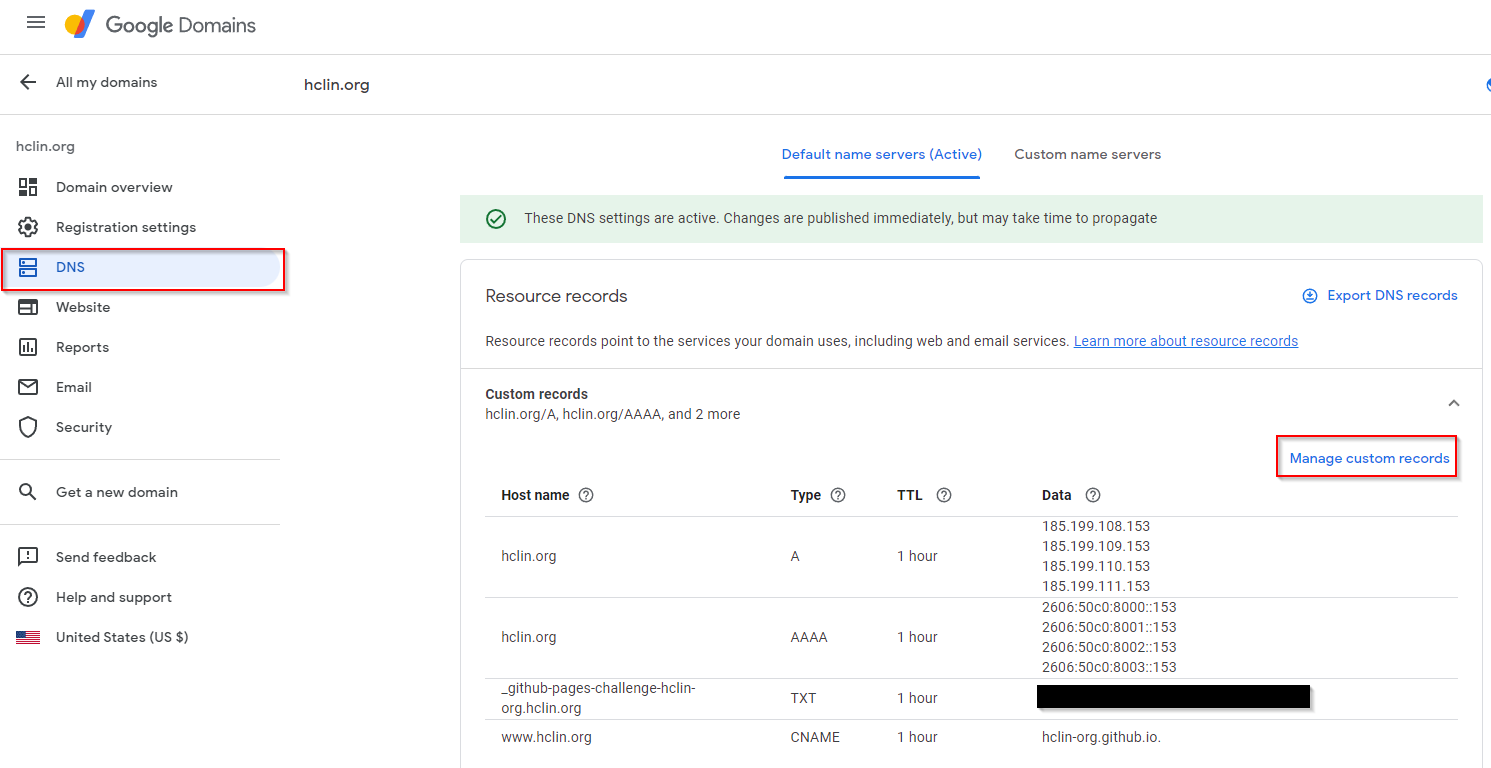 Google Domains
All my domains
hclin.org
hclin.org
Domain overview
Registration settings
DNS
Website
Reports
Email
Security
Get a new domain
Send feedback
Help and support
United States (US $)
Default name servers (Active) Custom name servers
These DNS settings are active. Changes are published immediately, but may take time to propagate
Resource records Export DNS records
Resource records point to the services your domain uses, including web and email services. Learn more about resource records
Custom records
hclin.org/A, hclin.org/AAAA, and 2 more
Manage custom records
Host name Type TTL Data
hclin.org A 1 hour 185.199.108.153
185.199.109.153
185.199.110.153
185.199.111.153
hclin.org AAAA 1 hour 2606:50c0:8000::153
2606:50c0:8001::153
2606:50c0:8002::153
2606:50c0:8003::153
_github-pages-challenge-hclin-
org.hclin.org TXT 1 hour
www.hclin.org CNAME 1 hour hclin-org.github.io.